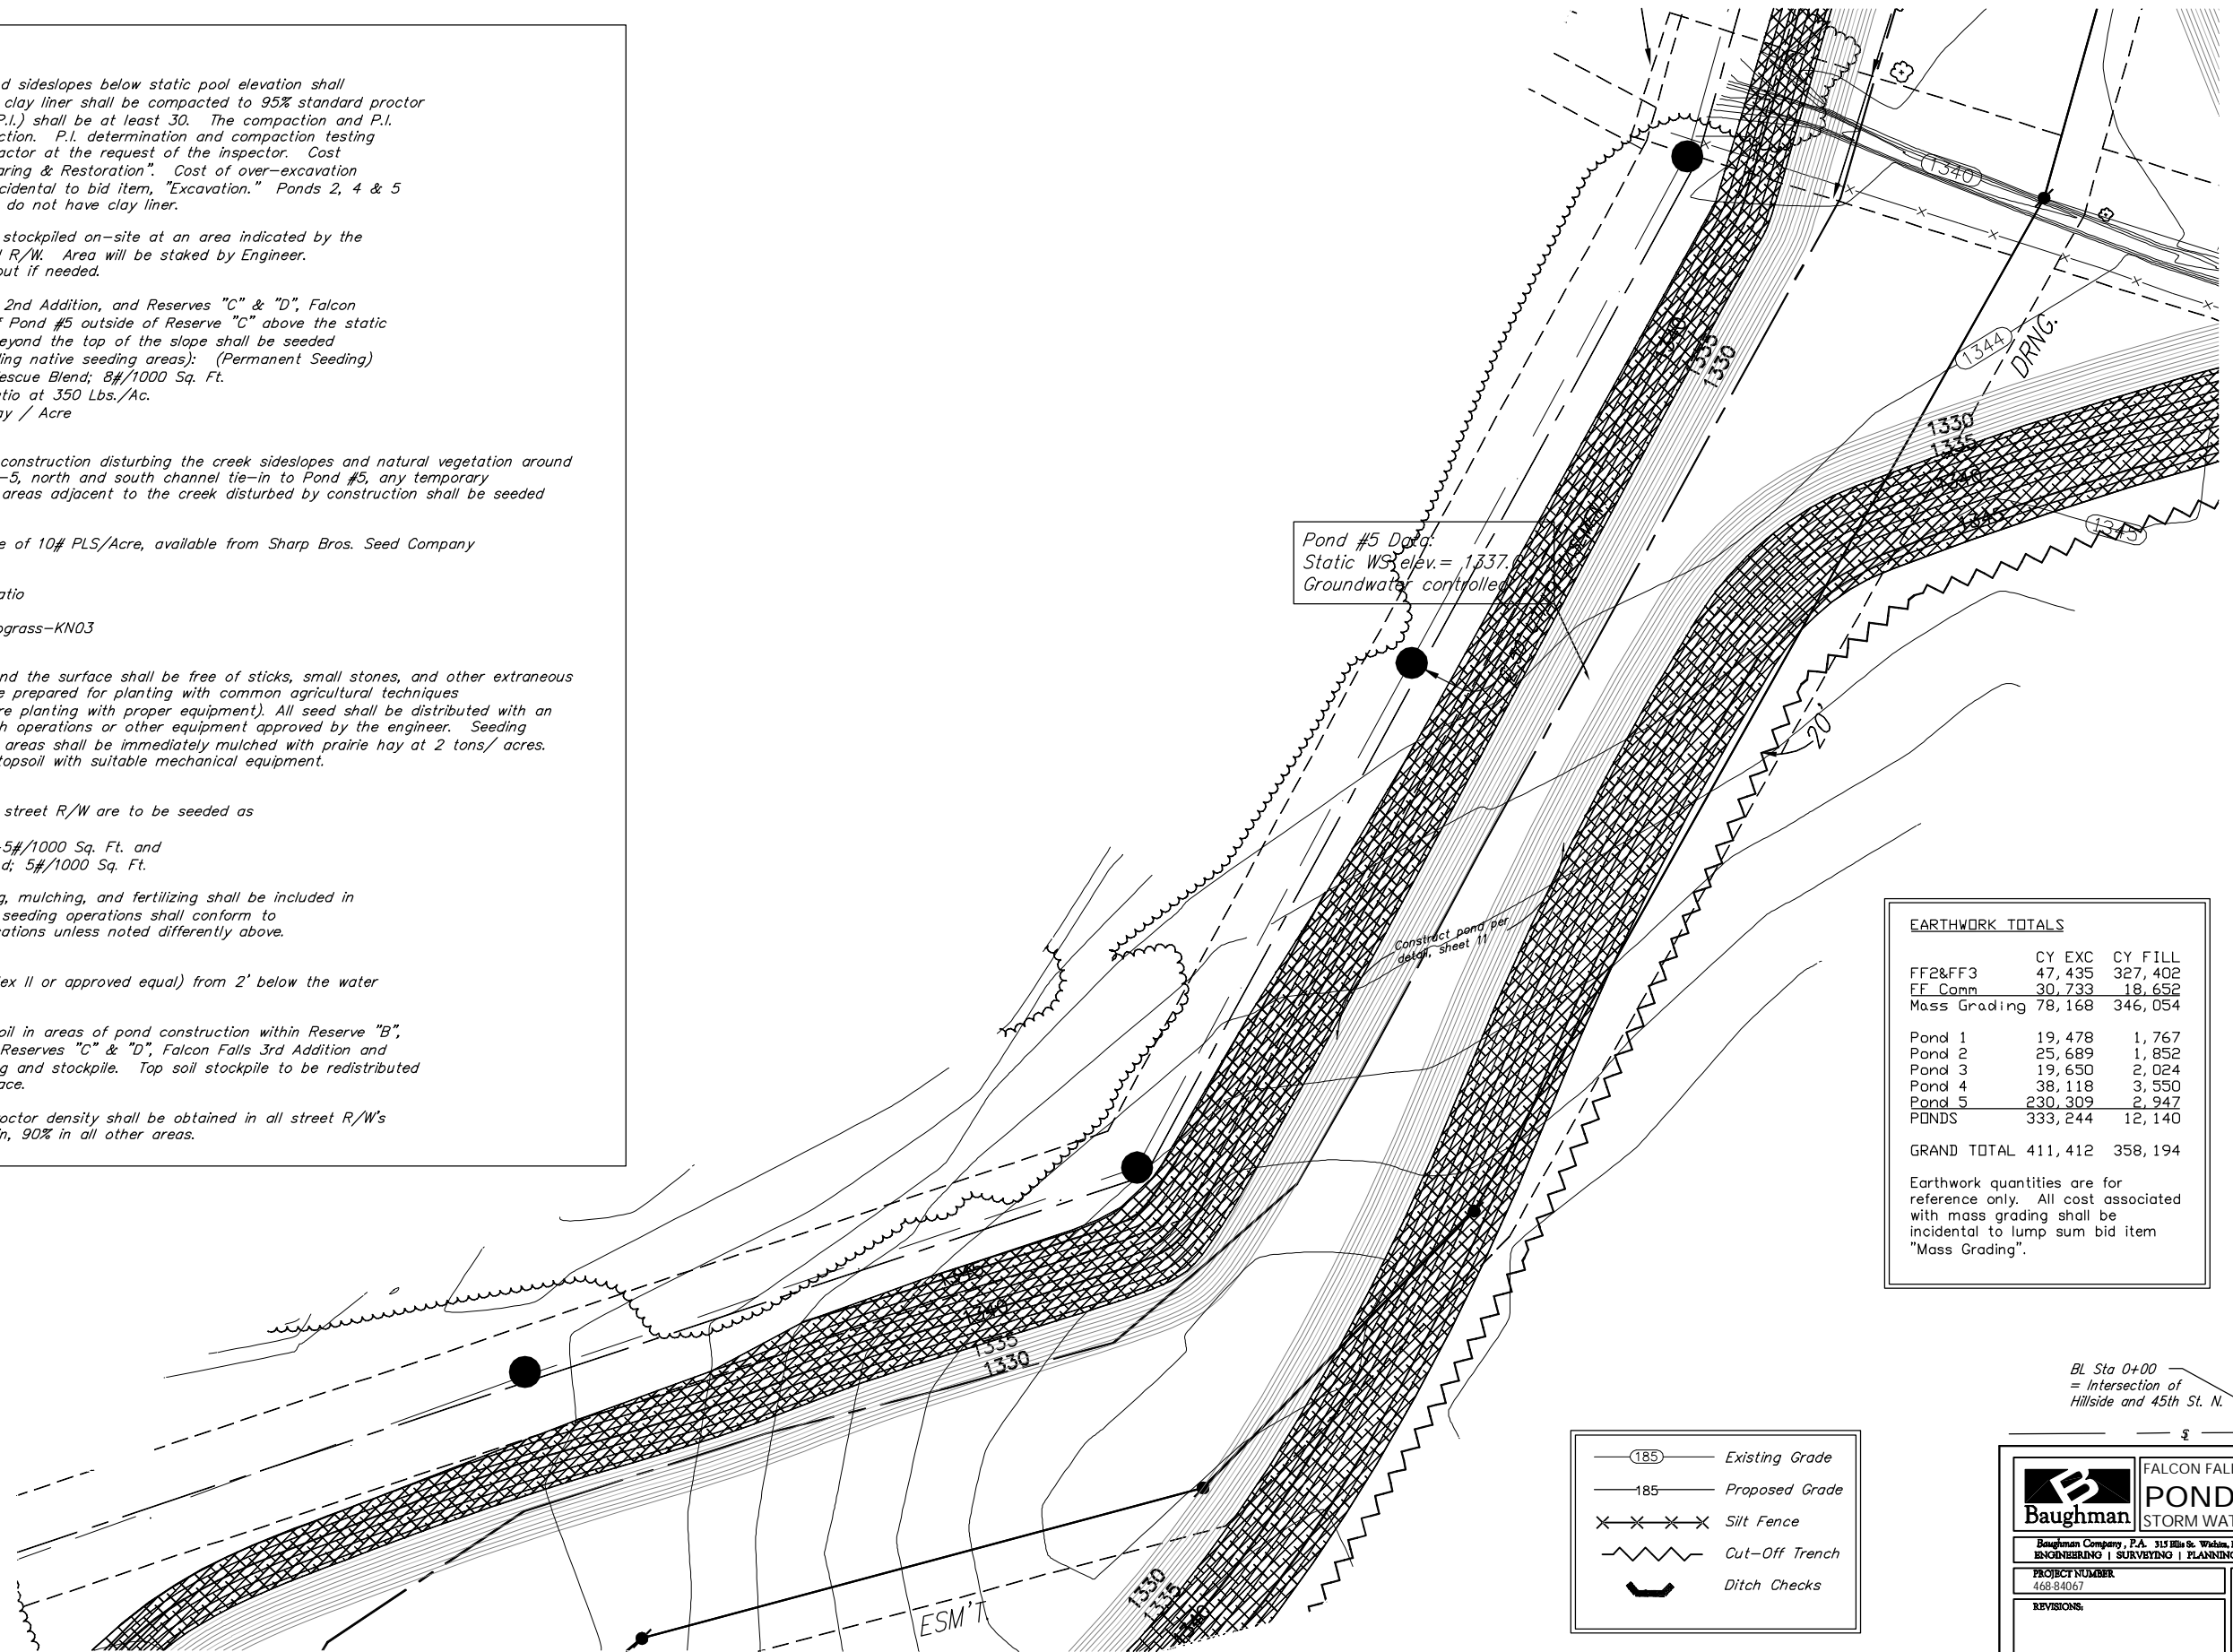 d sideslopes below static pool elevation shall
clay liner shall be compacted to 95% standard proctor
P.I.) shall be at least 30. The compaction and P.I.
ction. P.I. determination and compaction testing
actor at the request of the inspector. Cost
aring & Restoration". Cost of over-excavation
cidental to bid item, "Excavation." Ponds 2, 4 & 5
do not have clay liner.
stockpiled on-site at an area indicated by the
R/W. Area will be staked by Engineer.
out if needed.
2nd Addition, and Reserves "C" & "D", Falcon
f Pond #5 outside of Reserve "C" above the static
eyond the top of the slope shall be seeded
ing native seeding areas): (Permanent Seeding)
escue Blend; 8#/1000 Sq. Ft.
atio at 350 Lbs./Ac.
ay / Acre
construction disturbing the creek sideslopes and natural vegetation around
-5, north and south channel tie-in to Pond #5, any temporary
areas adjacent to the creek disturbed by construction shall be seeded
e of 10# PLS/Acre, available from Sharp Bros. Seed Company
atio
ograss-KN03
nd the surface shall be free of sticks, small stones, and other extraneous
e prepared for planting with common agricultural techniques
re planting with proper equipment). All seed shall be distributed with an
h operations or other equipment approved by the engineer. Seeding
areas shall be immediately mulched with prairie hay at 2 tons/ acres.
topsoil with suitable mechanical equipment.
street R/W are to be seeded as
-5#/1000 Sq. Ft. and
d; 5#/1000 Sq. Ft.
g, mulching, and fertilizing shall be included in
seeding operations shall conform to
cations unless noted differently above.
ex II or approved equal) from 2' below the water
oil in areas of pond construction within Reserve "B",
Reserves "C" & "D", Falcon Falls 3rd Addition and
g and stockpile. Top soil stockpile to be redistributed
ace.
octor density shall be obtained in all street R/W's
in, 90% in all other areas.
1340
1344
DRNG.
1340
1335
1330
1330
1335
1340
1345
1345
Pond #5 Data:
Static WS elev.= 1337.
Groundwater controlled
20'
Construct pond per
detail, sheet 11
EARTHWORK TOTALS
CY EXC CY FILL
FF2&FF3 47,435 327,402
FF Comm 30,733 18,652
Mass Grading 78,168 346,054
Pond 1 19,478 1,767
Pond 2 25,689 1,852
Pond 3 19,650 2,024
Pond 4 38,118 3,550
Pond 5 230,309 2,947
PONDS 333,244 12,140
GRAND TOTAL 411,412 358,194
Earthwork quantities are for
reference only. All cost associated
with mass grading shall be
incidental to lump sum bid item
"Mass Grading".
1345
1340
1335
1330
1330
1335
1340
ESM'T.
BL Sta 0+00
= Intersection of
Hillside and 45th St. N.
185 Existing Grade
185 Proposed Grade
Silt Fence
Cut-Off Trench
Ditch Checks
Baughman
FALCON FAL
POND
STORM WAT
Baughman Company, P.A. 315 Ellis St. Wichita,
ENGINEERING | SURVEYING | PLANNING
PROJECT NUMBER
468-84067
REVISIONS: